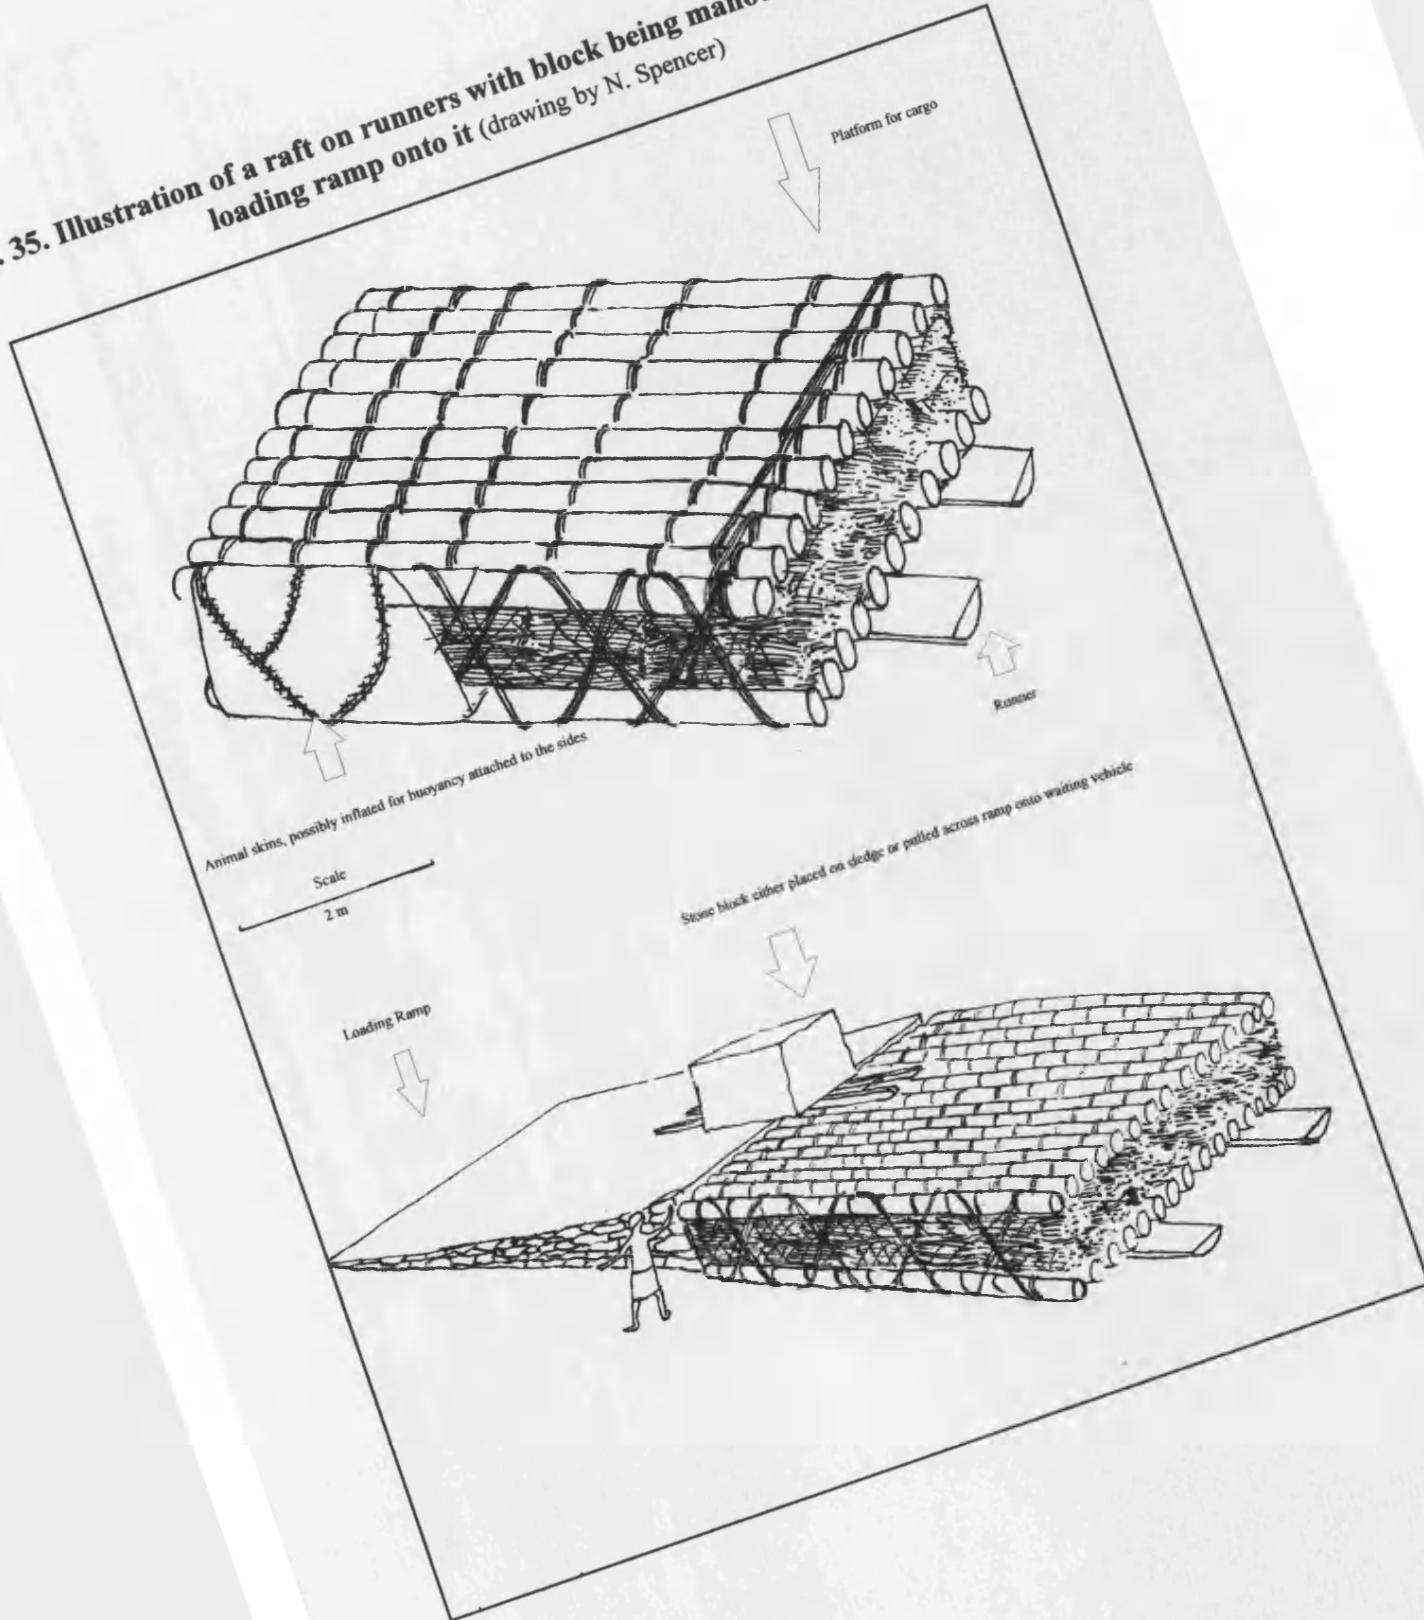 35. Illustration of a raft on runners with block being
loading ramp onto it (drawing by N. Spencer)
Platform for cargo
Runner
Animal skins, possibly inflated for buoyancy attached to the sides
Scale
2 m
Stone block either placed on sledge or pulled across ramp onto waiting vehicle
Loading Ramp